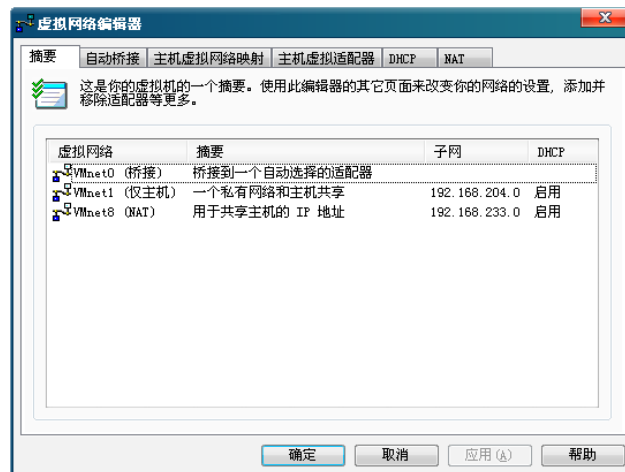 虚拟网络编辑器
摘要 自动桥接 主机虚拟网络映射 主机虚拟适配器 DHCP NAT
这是你的虚拟机的一个摘要。使用此编辑器的其它页面来改变你的网络的设置,添加并
移除适配器等更多。
虚拟网络 摘要 子网 DHCP
VMnet0 (桥接) 桥接到一个自动选择的适配器
VMnet1 (仅主机) 一个私有网络和主机共享 192.168.204.0 启用
VMnet8 (NAT) 用于共享主机的 IP 地址 192.168.233.0 启用
确定 取消 应用(A) 帮助